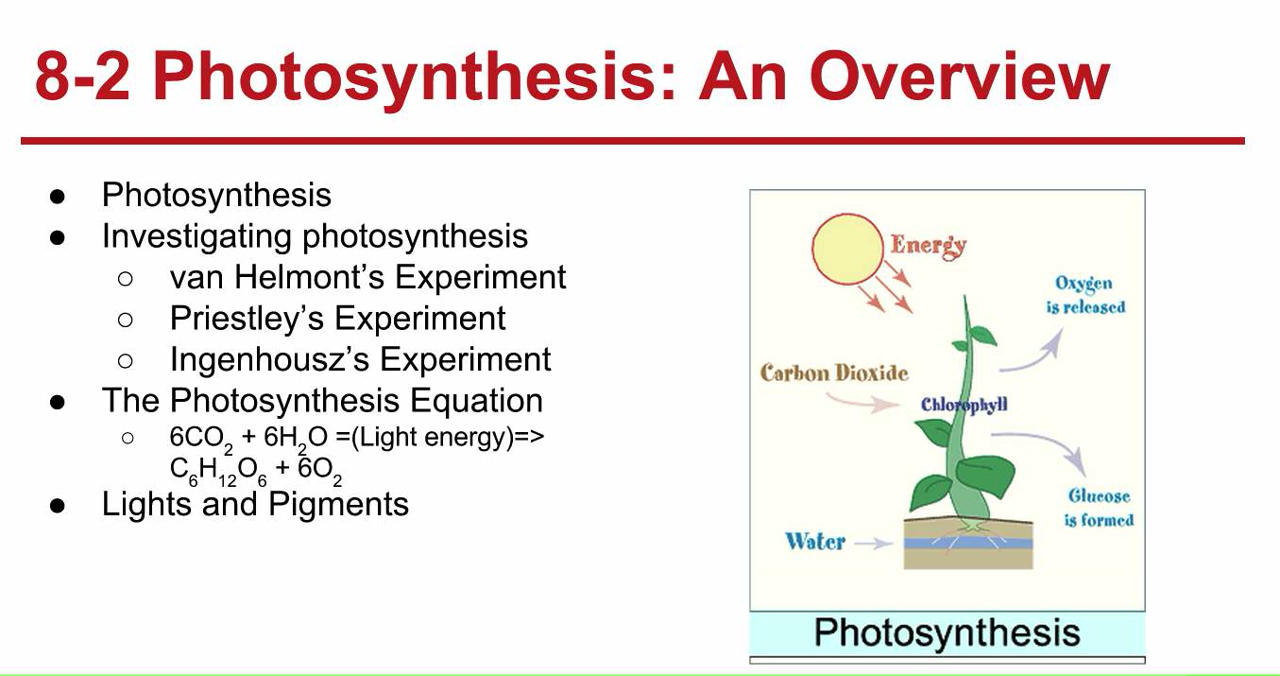 8-2 Photosynthesis: An Overview
● Photosynthesis
● Investigating photosynthesis
○ van Helmont's Experiment
○ Priestley's Experiment
○ Ingenhousz's Experiment
● The Photosynthesis Equation
○ 6CO₂ + 6H₂O =(Light energy)=>
C₆H₁₂O₆ + 6O₂
● Lights and Pigments
Energy
Oxygen
is released
Carbon Dioxide
Chlorophyll
Glucose
is formed
Water
Photosynthesis